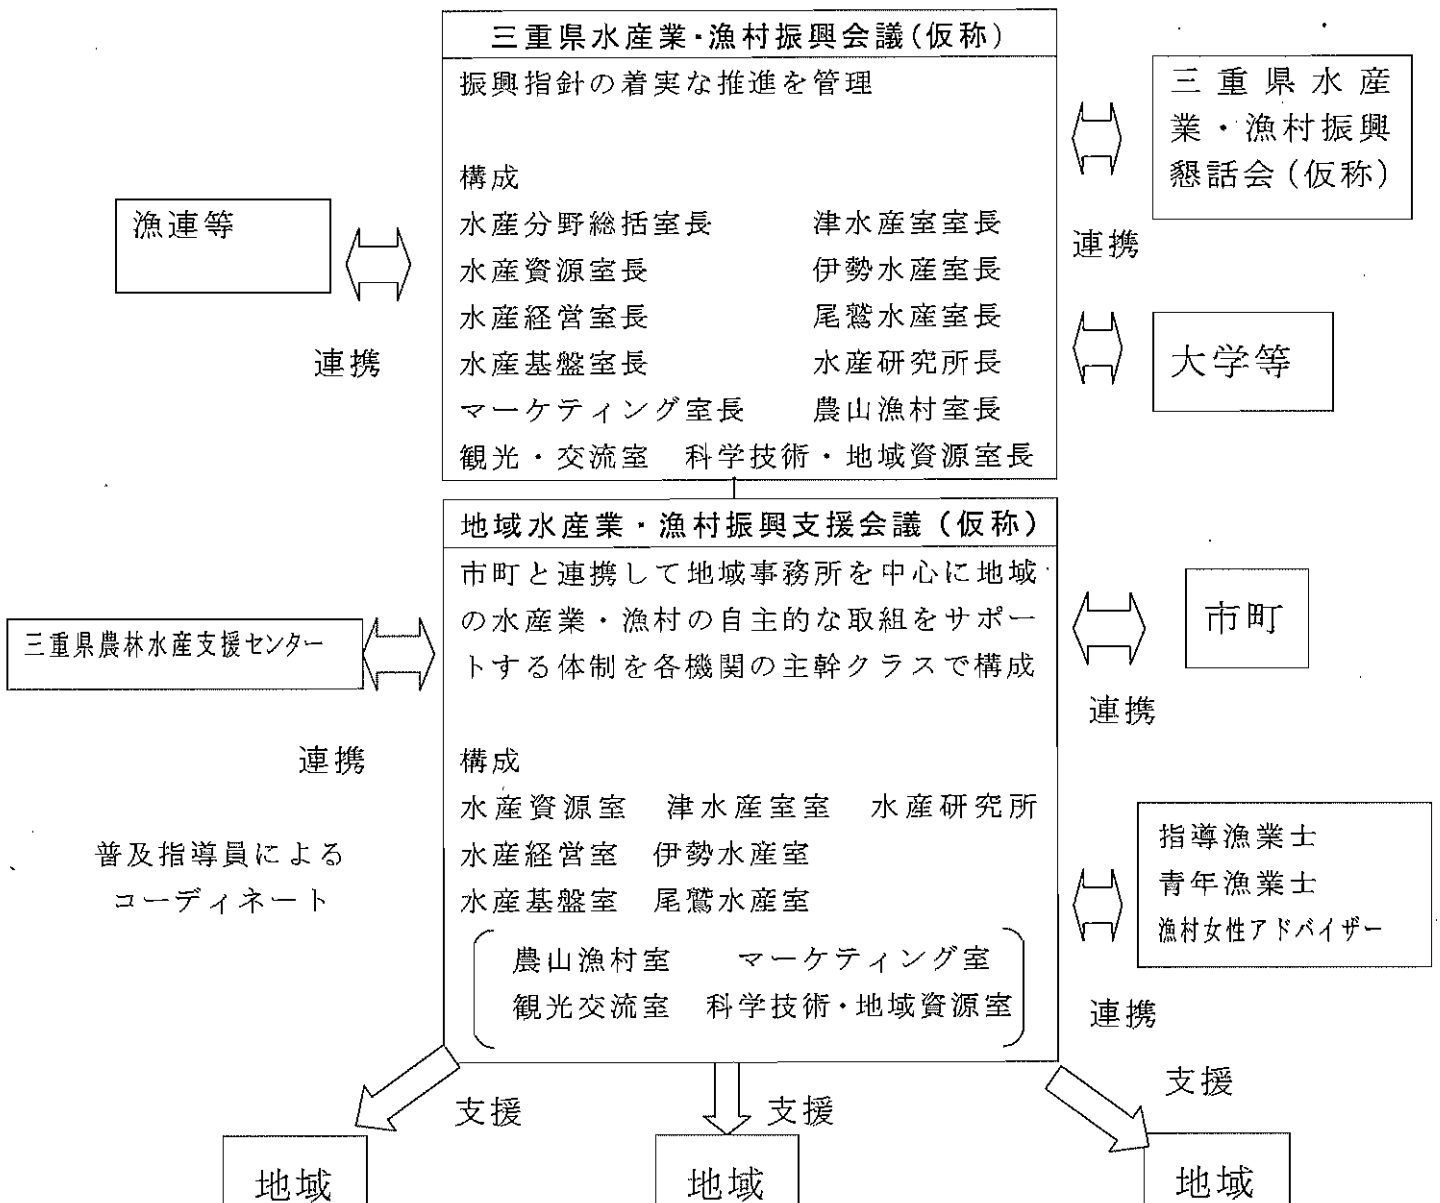 三重県水産業・漁村振興会議(仮称)
振興指針の着実な推進を管理
構成
水産分野総括室長　津水産室室長
水産資源室長　伊勢水産室長
水産経営室長　尾鷲水産室長
水産基盤室長　水産研究所長
マーケティング室長　農山漁村室長
観光・交流室　科学技術・地域資源室長
漁連等
連携
三重県水産
業・漁村振興
懇話会(仮称)
連携
大学等
地域水産業・漁村振興支援会議(仮称)
市町と連携して地域事務所を中心に地域
の水産業・漁村の自主的な取組をサポー
トする体制を各機関の主幹クラスで構成
構成
水産資源室　津水産室室　水産研究所
水産経営室　伊勢水産室
水産基盤室　尾鷲水産室
農山漁村室　マーケティング室
観光交流室　科学技術・地域資源室
三重県農林水産支援センター
連携
普及指導員による
コーディネート
市町
連携
指導漁業士
青年漁業士
漁村女性アドバイザー
連携
支援
支援
支援
地域
地域
地域